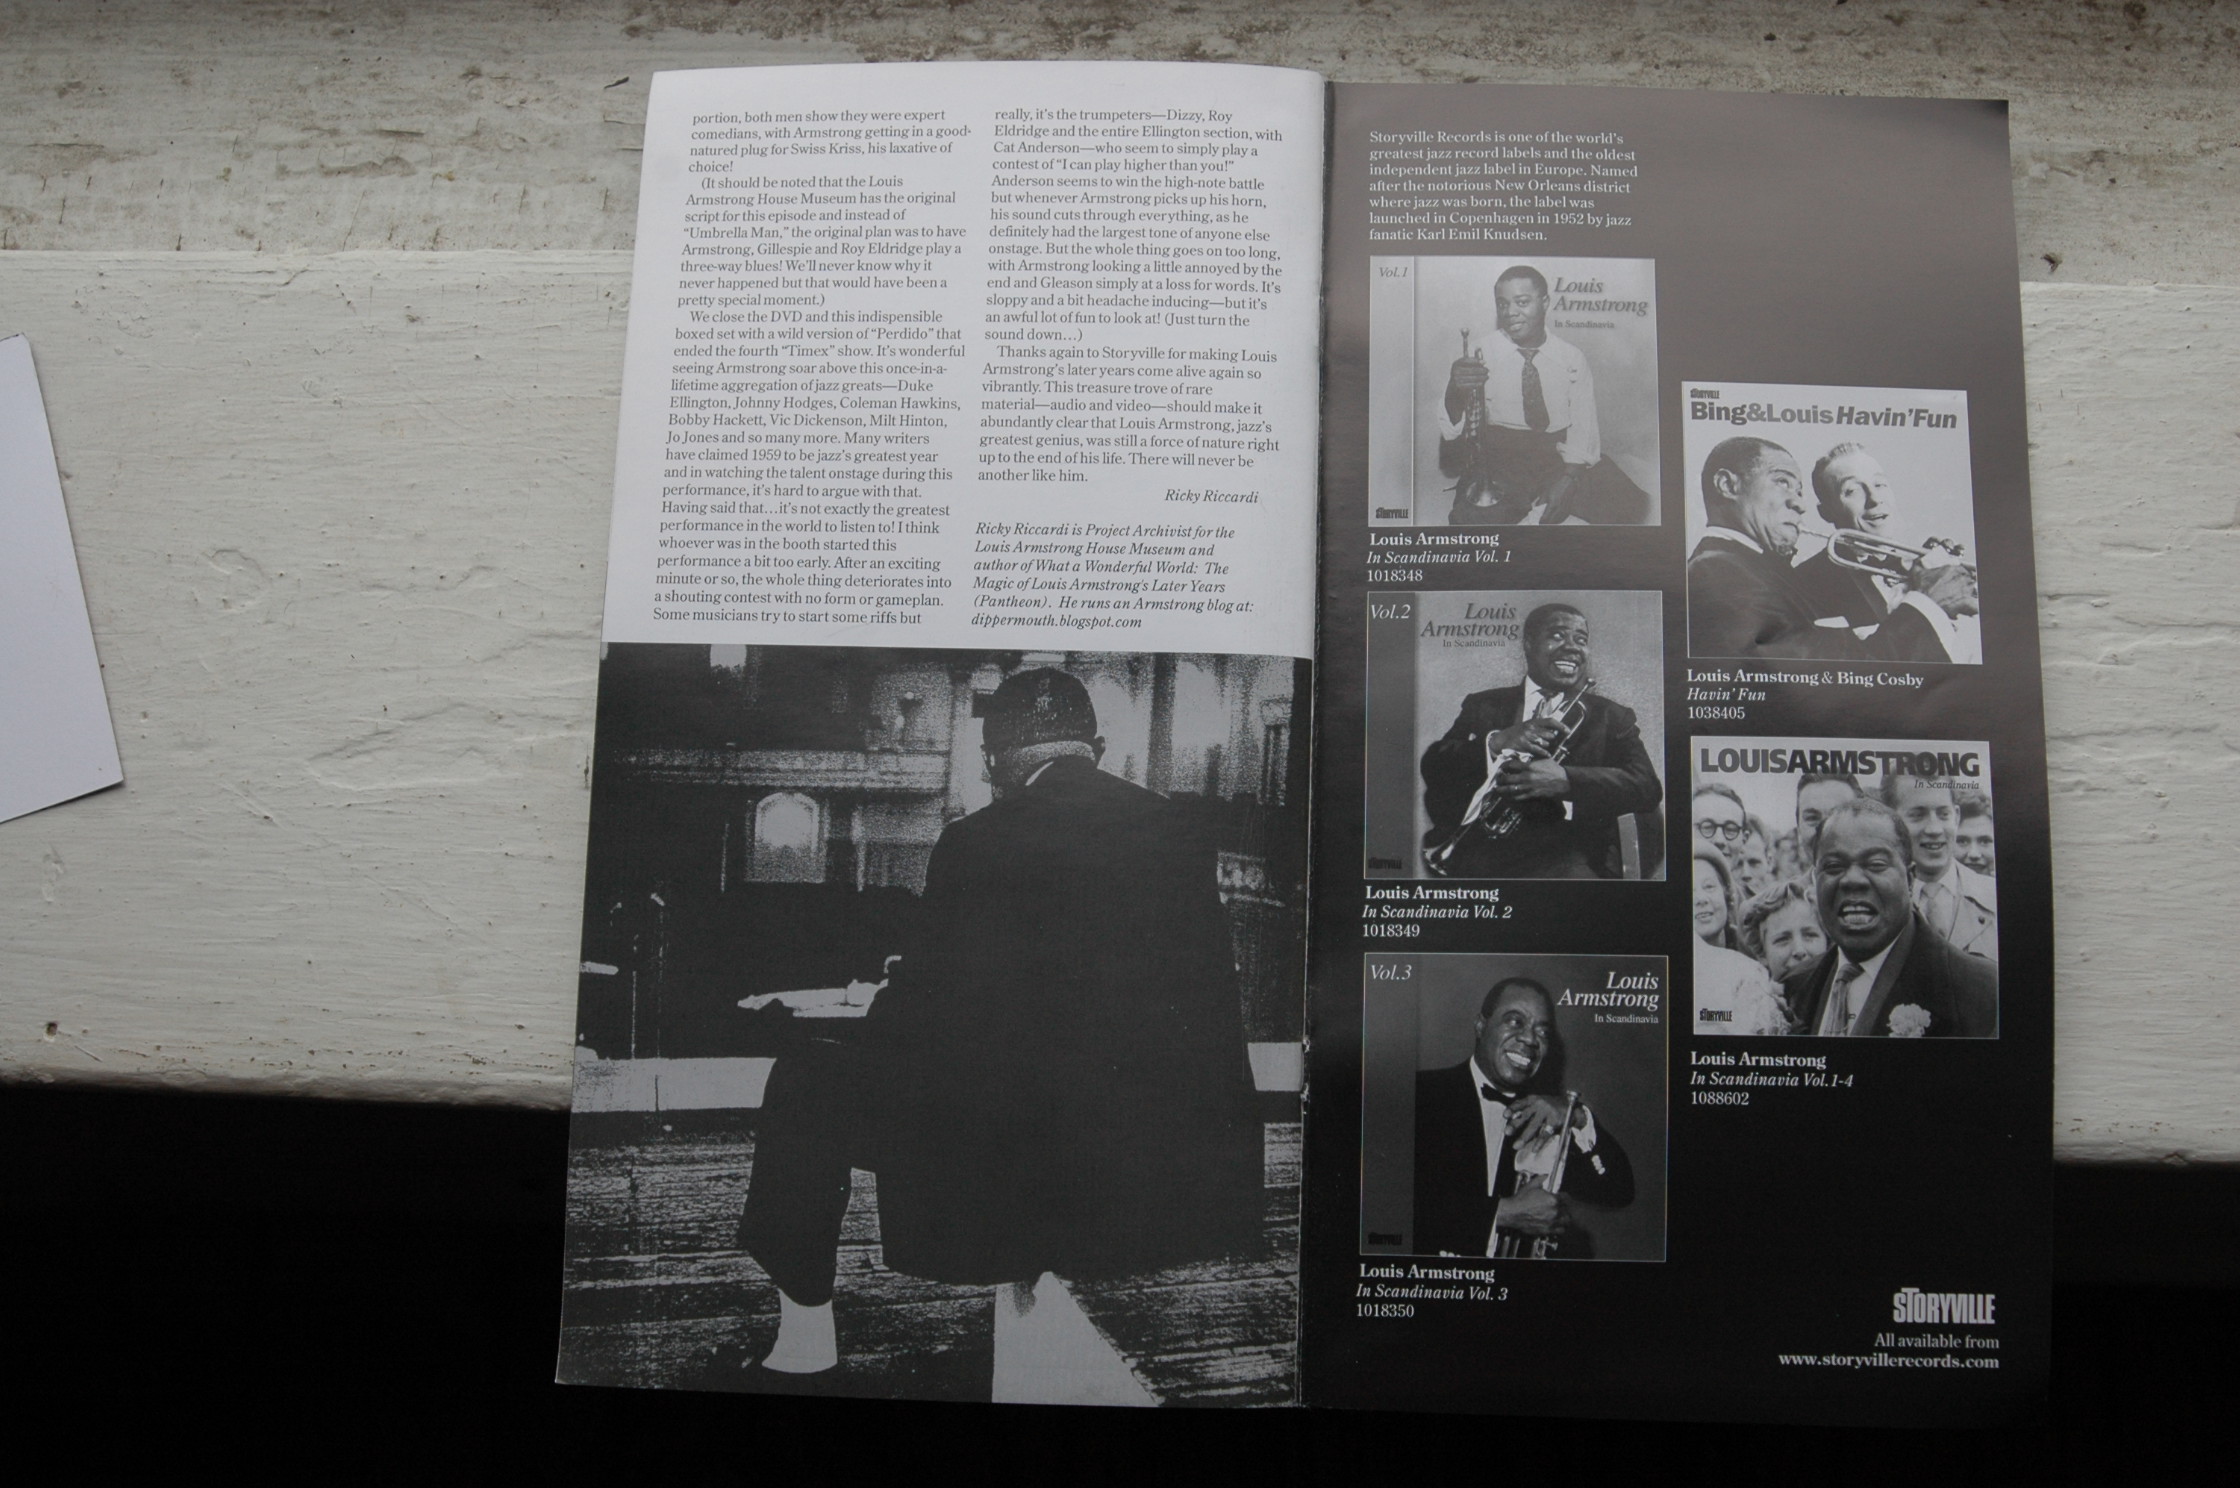 portion, both men show they were expert
comedians, with Armstrong getting in a good-
natured plug for Swiss Kriss, his laxative of
choice!
(It should be noted that the Louis
Armstrong House Museum has the original
script for this episode and instead of
“Umbrella Man,” the original plan was to have
Armstrong, Gillespie and Roy Eldridge play a
three-way blues! We’ll never know why it
never happened but that would have been a
pretty special moment.)
We close the DVD and this indispensible
boxed set with a wild version of “Perdido” that
ended the fourth “Timex” show. It’s wonderful
seeing Armstrong soar above this once-in-a-
lifetime aggregation of jazz greats—Duke
Ellington, Johnny Hodges, Coleman Hawkins,
Bobby Hackett, Vic Dickenson, Milt Hinton,
Jo Jones and so many more. Many writers
have claimed 1959 to be jazz’s greatest year
and in watching the talent onstage during this
performance, it’s hard to argue with that.
Having said that…it’s not exactly the greatest
performance in the world to listen to! I think
whoever was in the booth started this
performance a bit too early. After an exciting
minute or so, the whole thing deteriorates into
a shouting contest with no form or gameplan.
Some musicians try to start some riffs but
really, it’s the trumpeters—Dizzy, Roy
Eldridge and the entire Ellington section, with
Cat Anderson—who seem to simply play a
contest of “I can play higher than you!”
Anderson seems to win the high-note battle
but whenever Armstrong picks up his horn,
his sound cuts through everything, as he
definitely had the largest tone of anyone else
onstage. But the whole thing goes on too long,
with Armstrong looking a little annoyed by the
end and Gleason simply at a loss for words. It’s
sloppy and a bit headache inducing—but it’s
an awful lot of fun to look at! (Just turn the
sound down…)
Thanks again to Storyville for making Louis
Armstrong’s later years come alive again so
vibrantly. This treasure trove of rare
material—audio and video—should make it
abundantly clear that Louis Armstrong, jazz’s
greatest genius, was still a force of nature right
up to the end of his life. There will never be
another like him.
Ricky Riccardi
Ricky Riccardi is Project Archivist for the
Louis Armstrong House Museum and
author of What a Wonderful World: The
Magic of Louis Armstrong’s Later Years
(Pantheon). He runs an Armstrong blog at:
dippermouth.blogspot.com
Storyville Records is one of the world’s
greatest jazz record labels and the oldest
independent jazz label in Europe. Named
after the notorious New Orleans district
where jazz was born, the label was
launched in Copenhagen in 1952 by jazz
fanatic Karl Emil Knudsen.
Vol.1
Louis
Armstrong
In Scandinavia
STORYVILLE
Louis Armstrong
In Scandinavia Vol. 1
1018348
Vol.2
Louis
Armstrong
In Scandinavia
STORYVILLE
Louis Armstrong
In Scandinavia Vol. 2
1018349
Vol.3
Louis
Armstrong
In Scandinavia
STORYVILLE
Louis Armstrong
In Scandinavia Vol. 3
1018350
STORYVILLE
Bing&Louis Havin’Fun
Louis Armstrong & Bing Cosby
Havin’ Fun
1038405
LOUISARMSTRONG
In Scandinavia
STORYVILLE
Louis Armstrong
In Scandinavia Vol.1-4
1088602
STORYVILLE
All available from
www.storyvillerecords.com